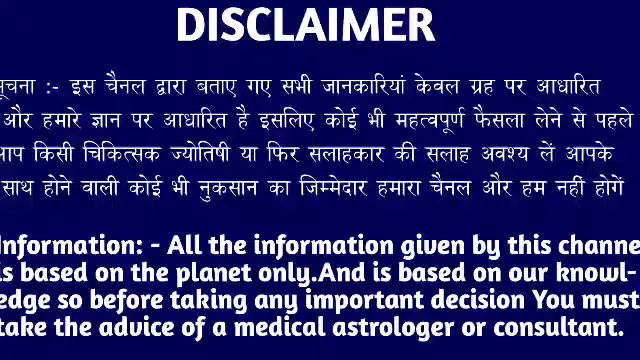 DISCLAIMER
सूचना :- इस चैनल द्वारा बताए गए सभी जानकारियां केवल ग्रह पर आधारित
और हमारे ज्ञान पर आधारित है इसलिए कोई भी महत्वपूर्ण फैसला लेने से पहले
आप किसी चिकित्सक ज्योतिषी या फिर सलाहकार की सलाह अवश्य लें आपके
साथ होने वाली कोई भी नुकसान का जिम्मेदार हमारा चैनल और हम नहीं होगें
Information: - All the information given by this channe
is based on the planet only.And is based on our knowl-
edge so before taking any important decision You must
take the advice of a medical astrologer or consultant.